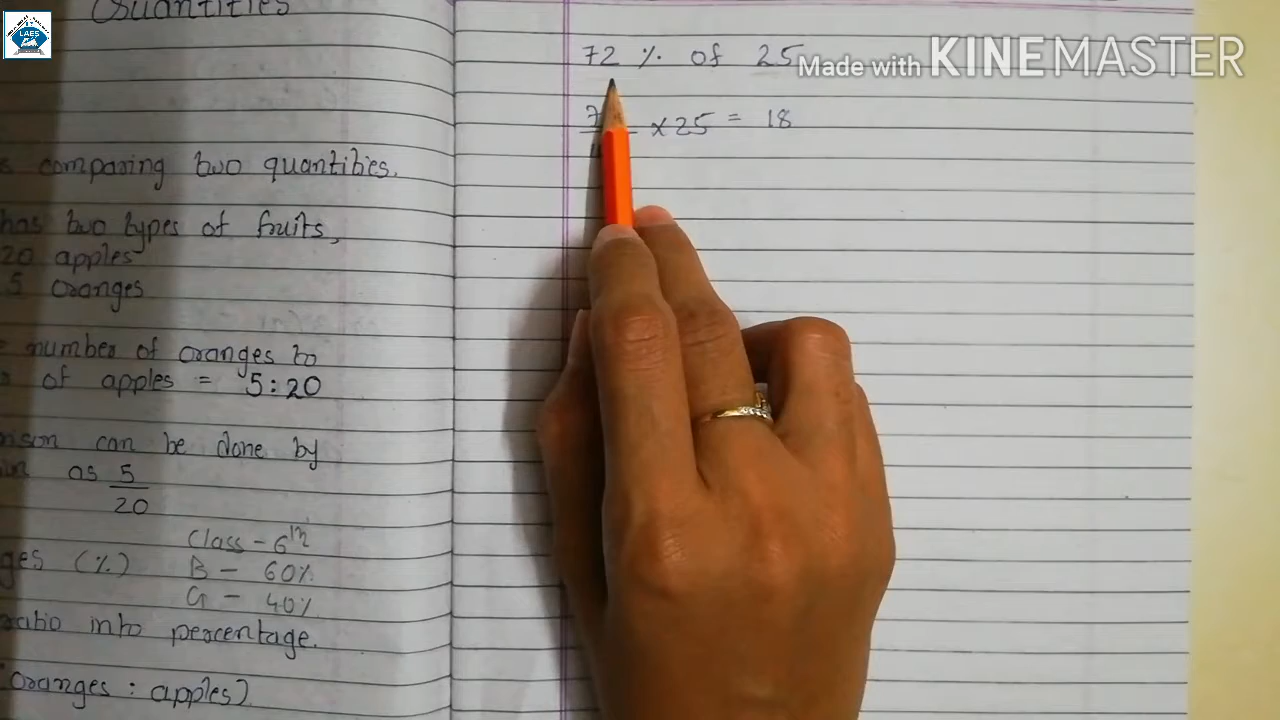 Quantities
LAES
comparing two quantities.
has two types of fruits,
20 apples
5 oranges
number of oranges to
of apples = 5:20
can be done by
as 5
20
Class - 6th
(%) B - 60%
G - 40%
ratio into percentage.
oranges : apples)
72 % of 25
Made with KINEMASTER
7
x 25 = 18